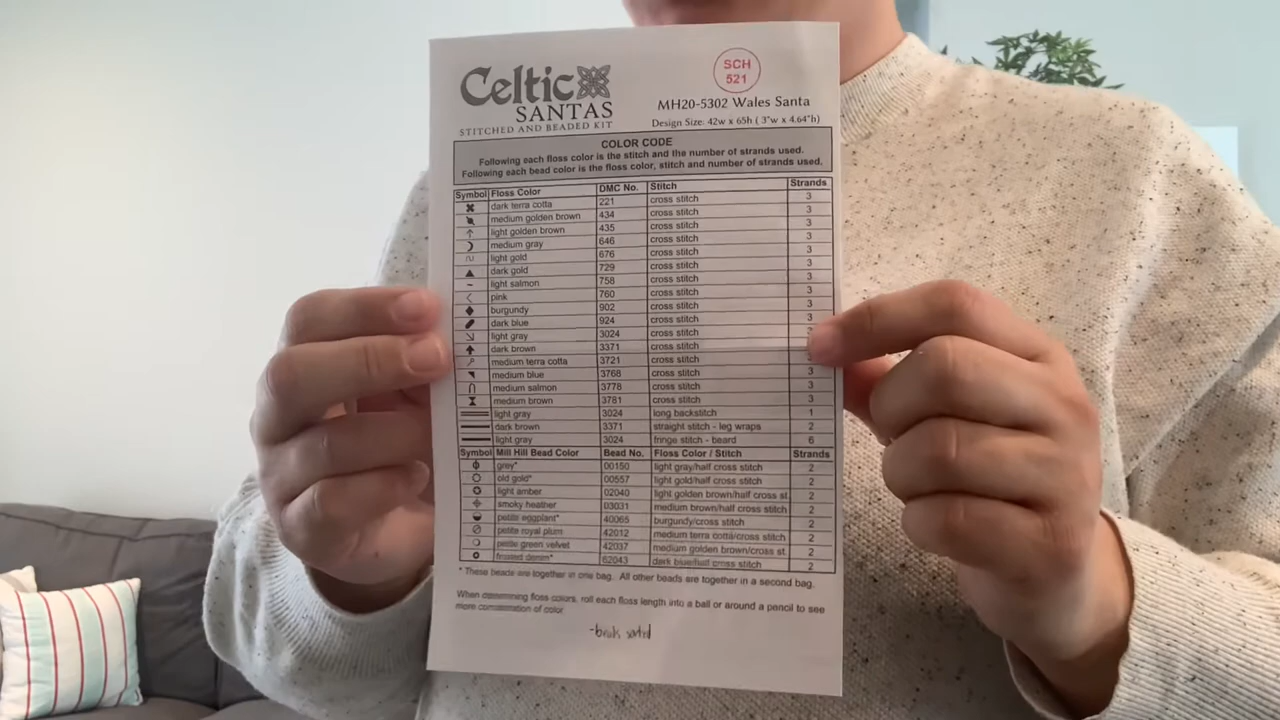 Celtic
SANTAS
STITCHED AND BEADED KIT
SCH
521
MH20-5302 Wales Santa
Design Size: 42w x 65h ( 3"w x 4.64"h)
COLOR CODE
Following each floss color is the stitch and the number of strands used.
Following each bead color is the floss color, stitch and number of strands used.
Symbol Floss Color DMC No. Stitch Strands
dark terra cotta 221 cross stitch 3
medium golden brown 434 cross stitch 3
light golden brown 435 cross stitch 3
medium gray 646 cross stitch 3
light gold 676 cross stitch 3
dark gold 729 cross stitch 3
light salmon 758 cross stitch 3
pink 760 cross stitch 3
burgundy 902 cross stitch 3
dark blue 924 cross stitch 3
light gray 3024 cross stitch 3
dark brown 3371 cross stitch
medium terra cotta 3721 cross stitch 3
medium blue 3768 cross stitch 3
medium salmon 3778 cross stitch 3
medium brown 3781 cross stitch 3
light gray 3024 long backstitch 1
dark brown 3371 straight stitch - leg wraps 2
light gray 3024 fringe stitch - beard 6
Symbol Mill Hill Bead Color Bead No. Floss Color / Stitch Strands
grey* 00150 light gray/half cross stitch 2
old gold* 00557 light gold/half cross stitch 2
light amber 02040 light golden brown/half cross st. 2
smoky heather 03031 medium brown/half cross stitch 2
petite eggplant* 40065 burgundy/cross stitch 2
petite royal plum 42012 medium terra cotta/cross stitch 2
petite green velvet 42037 medium golden brown/cross st. 2
frosted denim* 62043 dark blue/half cross stitch 2
* These beads are together in one bag. All other beads are together in a second bag.
When combining floss colors, roll each floss length into a ball or around a pencil to see
more combination of color
sorted